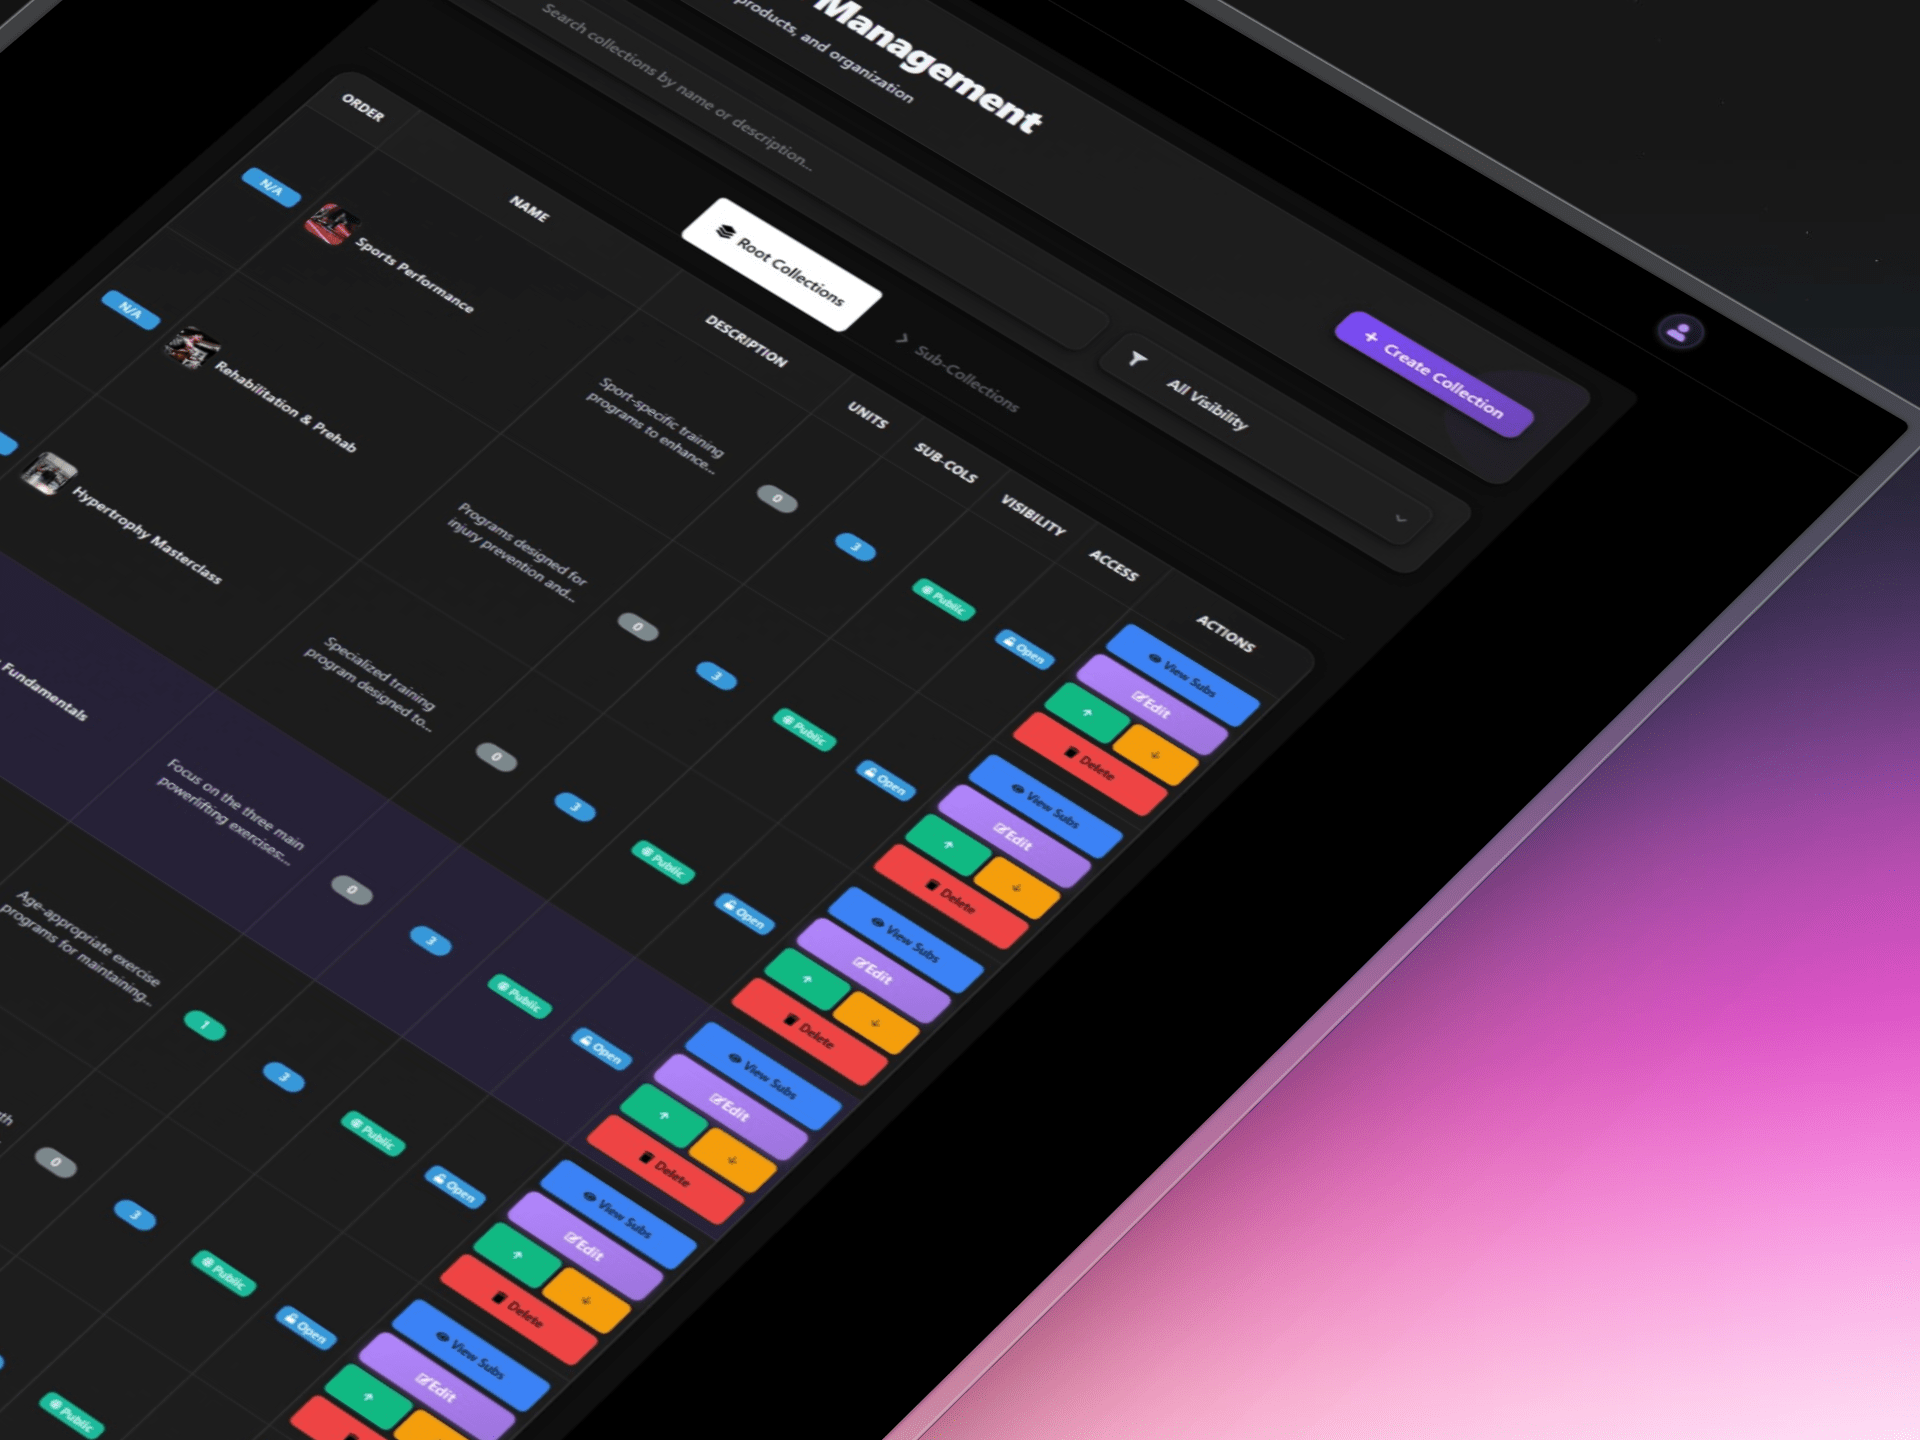 Management
products, and organization
Create Collection
Search collections by name or description...
All Visibility
Root Collections
Sub-Collections
ORDER
NAME
DESCRIPTION
UNITS
SUB-COLS
VISIBILITY
ACCESS
ACTIONS
N/A
Sports Performance
Sport-specific training
programs to enhance...
0
3
Public
Open
View Subs
Edit
Delete
N/A
Rehabilitation & Prehab
Programs designed for
injury prevention and...
0
3
Public
Open
View Subs
Edit
Delete
Hypertrophy Masterclass
Specialized training
program designed to...
0
3
Public
Open
View Subs
Edit
Delete
Fundamentals
Focus on the three main
powerlifting exercises:...
0
3
Public
Open
View Subs
Edit
Delete
Age-appropriate exercise
programs for maintaining...
1
3
Public
Open
View Subs
Edit
Delete
0
3
Public
Open
View Subs
Edit
Public